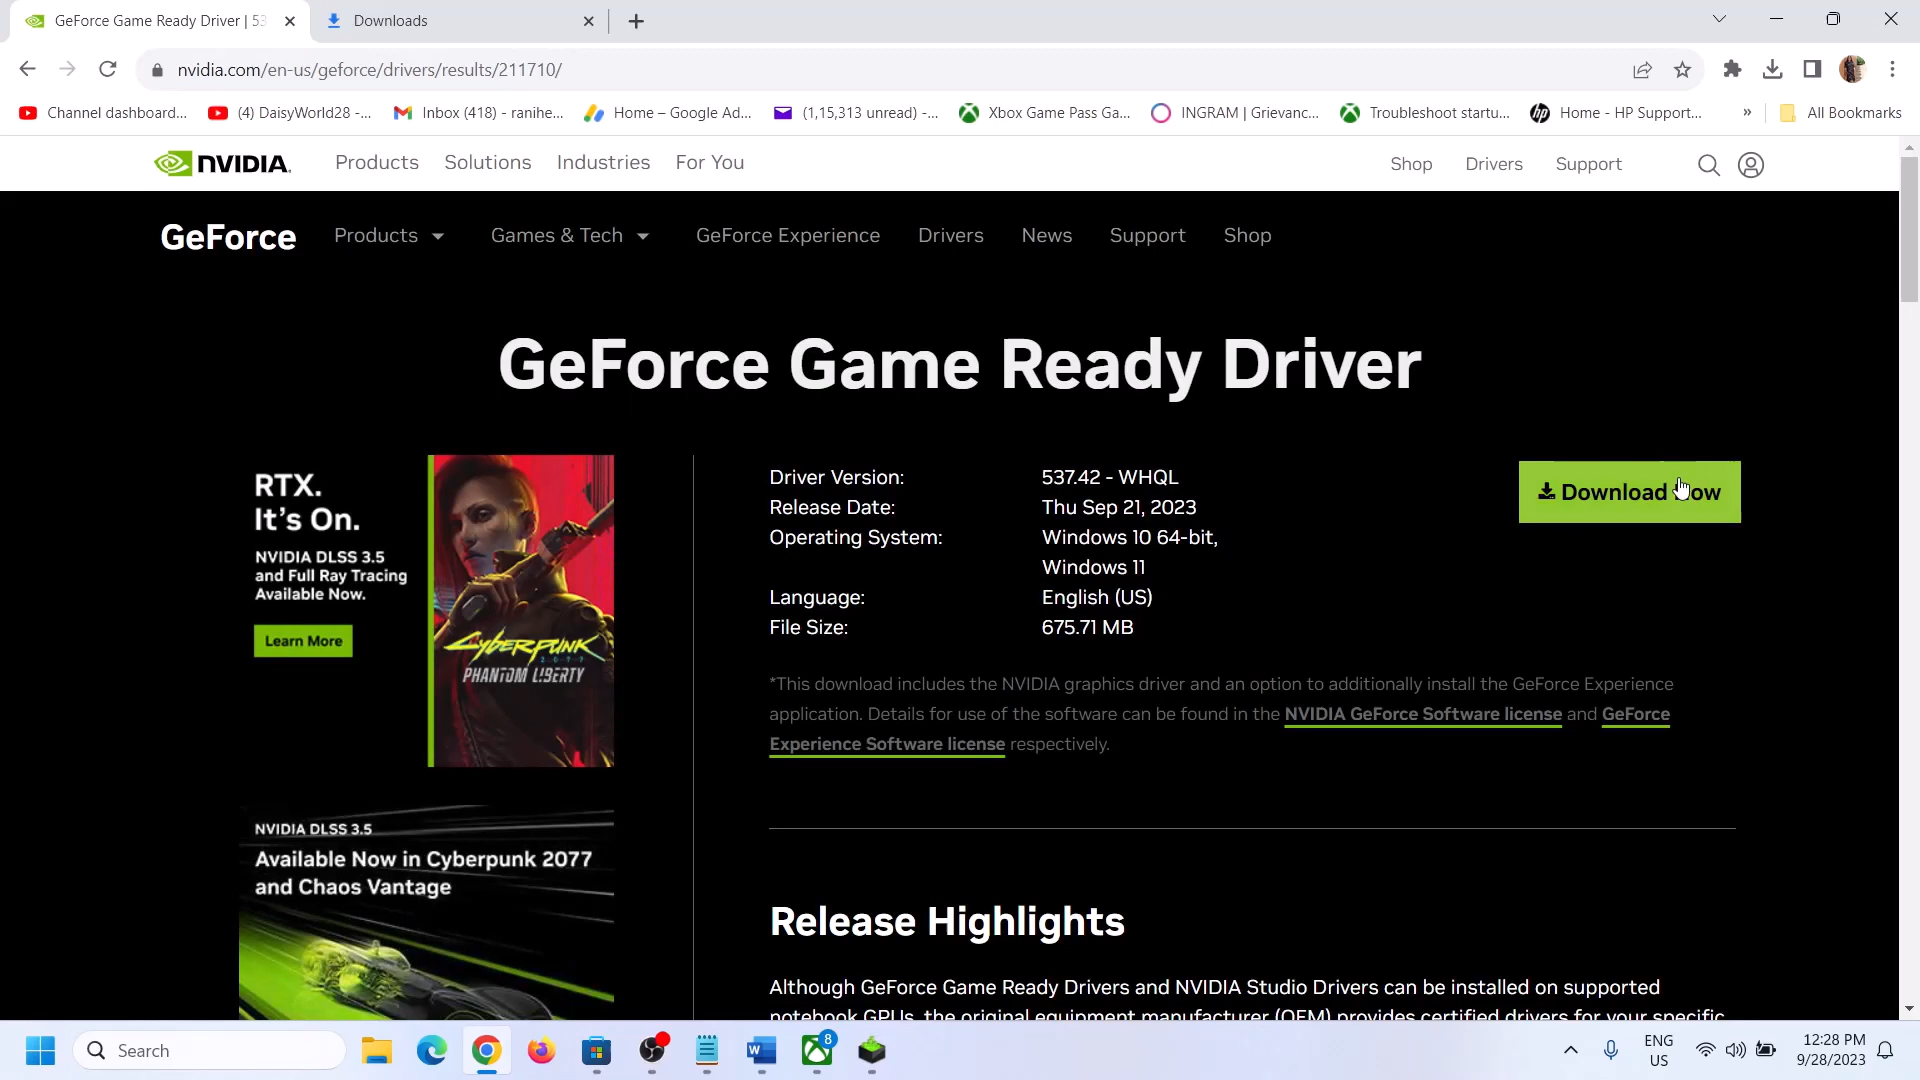 GeForce Game Ready Driver | 53
Downloads
nvidia.com/en-us/geforce/drivers/results/211710/
Channel dashboard...
(4) DaisyWorld28 -...
Inbox (418) - ranihe...
Home – Google Ad...
(1,15,313 unread) -...
Xbox Game Pass Ga...
INGRAM | Grievanc...
Troubleshoot startu...
Home - HP Support...
»
All Bookmarks
NVIDIA.
Products
Solutions
Industries
For You
Shop
Drivers
Support
GeForce
Products
Games & Tech
GeForce Experience
Drivers
News
Support
Shop
GeForce Game Ready Driver
RTX.
It's On.
NVIDIA DLSS 3.5
and Full Ray Tracing
Available Now.
Learn More
Cyberpunk
2077
PHANTOM LIBERTY
Driver Version: 537.42 - WHQL
Release Date: Thu Sep 21, 2023
Operating System: Windows 10 64-bit,
Windows 11
Language: English (US)
File Size: 675.71 MB
Download Now
*This download includes the NVIDIA graphics driver and an option to additionally install the GeForce Experience
application. Details for use of the software can be found in the NVIDIA GeForce Software license and GeForce
Experience Software license respectively.
NVIDIA DLSS 3.5
Available Now in Cyberpunk 2077
and Chaos Vantage
Release Highlights
Although GeForce Game Ready Drivers and NVIDIA Studio Drivers can be installed on supported
notebook GPUs, the original equipment manufacturer (OEM) provides certified drivers for your specific
Search
8
ENG
US
12:28 PM
9/28/2023